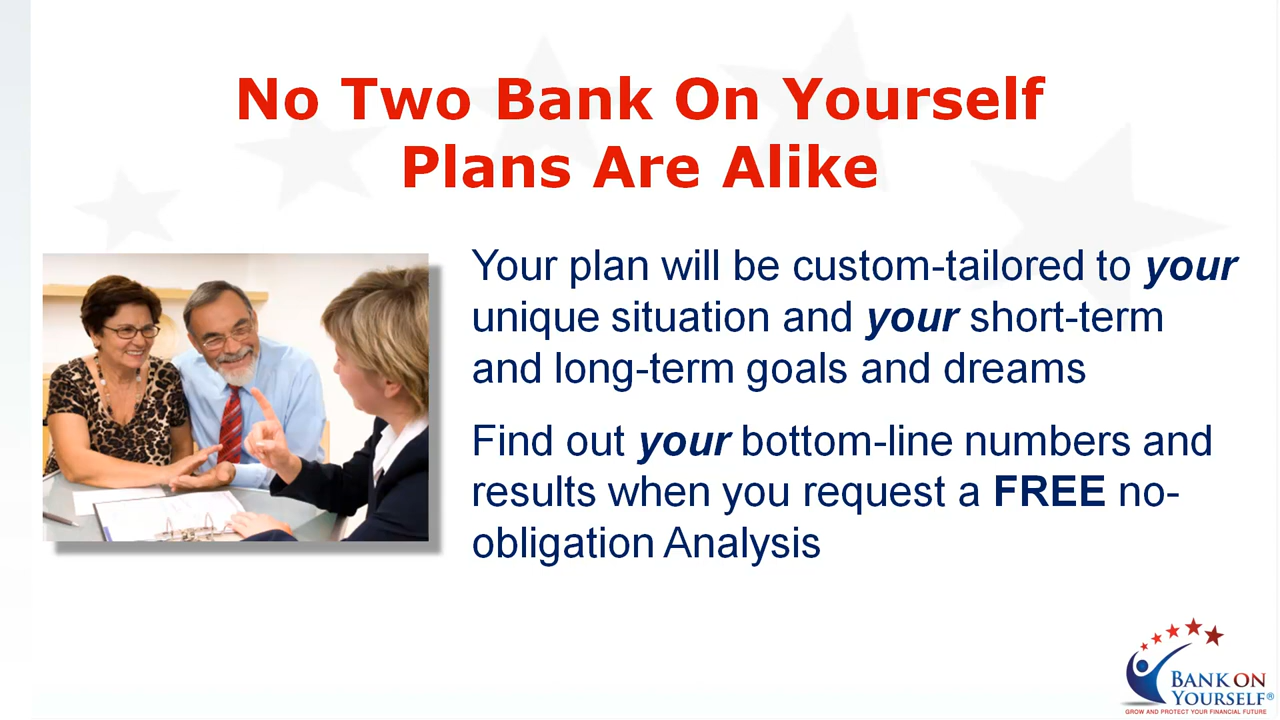 No Two Bank On Yourself
Plans Are Alike
Your plan will be custom-tailored to your
unique situation and your short-term
and long-term goals and dreams
Find out your bottom-line numbers and
results when you request a FREE no-
obligation Analysis
BANK ON
YOURSELF®
GROW AND PROTECT YOUR FINANCIAL FUTURE